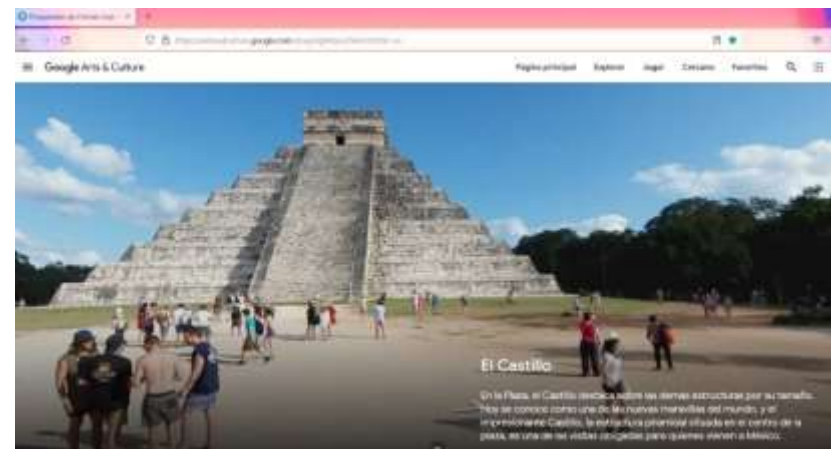 Google Arts & Culture
Página principal Explorar Jugar Cercano Favoritos
El Castillo
En la Plaza, el Castillo destaca sobre las demas estructuras por su tamaño.
Hoy se conoce como una de las nuevas maravillas del mundo, y el
impresionante Castillo, la estructura piramidal situada en el centro de la
plaza, es una de las visitas obligadas para quienes vienen a México.